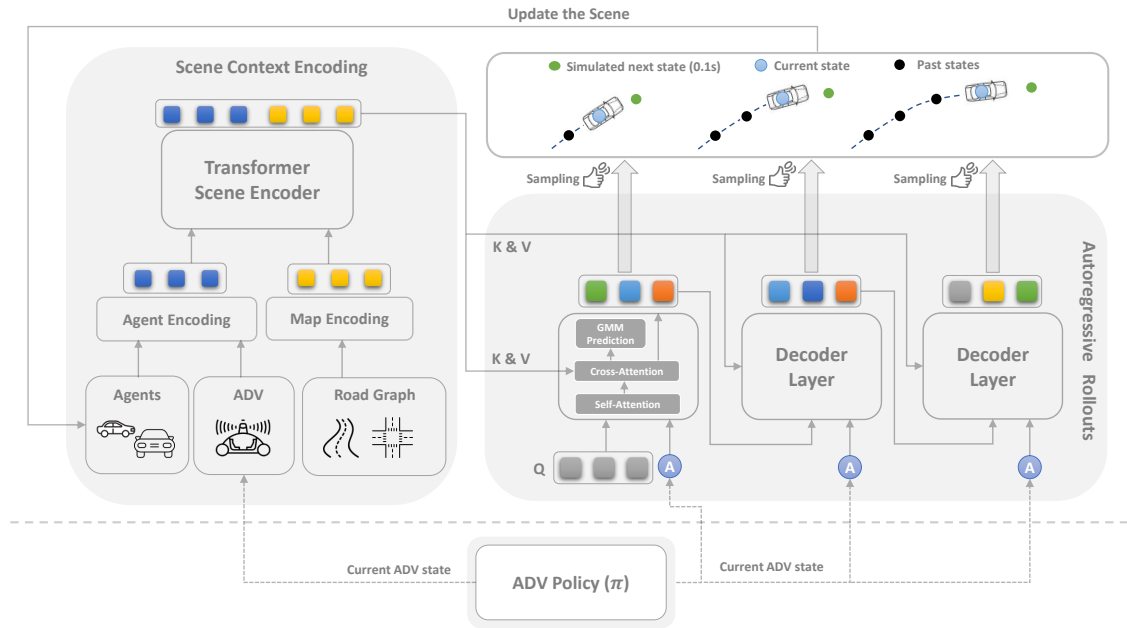 Update the Scene
Scene Context Encoding
Simulated next state (0.1s)
Current state
Past states
Transformer
Scene Encoder
Sampling
Sampling
Sampling
K & V
Agent Encoding
Map Encoding
GMM
Prediction
Cross-Attention
Self-Attention
K & V
Decoder
Layer
Decoder
Layer
Autoregressive Rollouts
Agents
ADV
Road Graph
Q
A
A
A
Current ADV state
ADV Policy (π)
Current ADV state